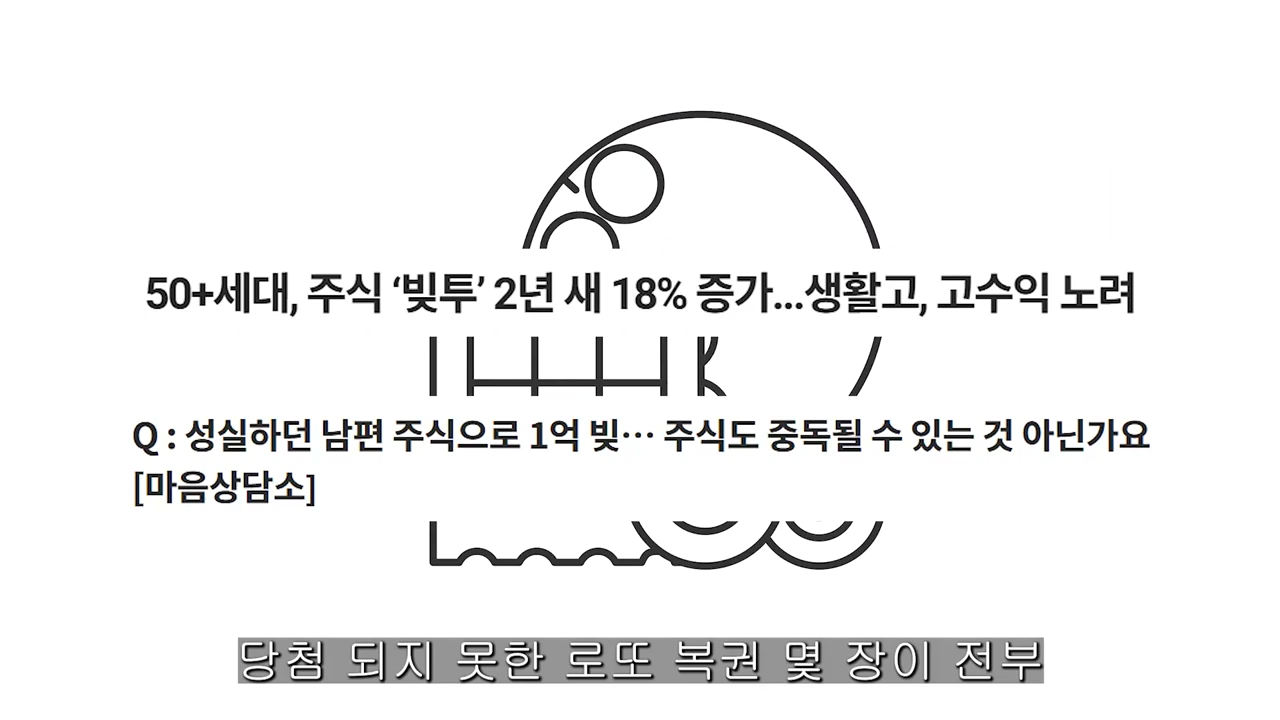 50+세대, 주식 ‘빚투’ 2년 새 18% 증가...생활고, 고수익 노려
Q : 성실하던 남편 주식으로 1억 빚… 주식도 중독될 수 있는 것 아닌가요
[마음상담소]
당첨 되지 못한 로또 복권 몇 장이 전부